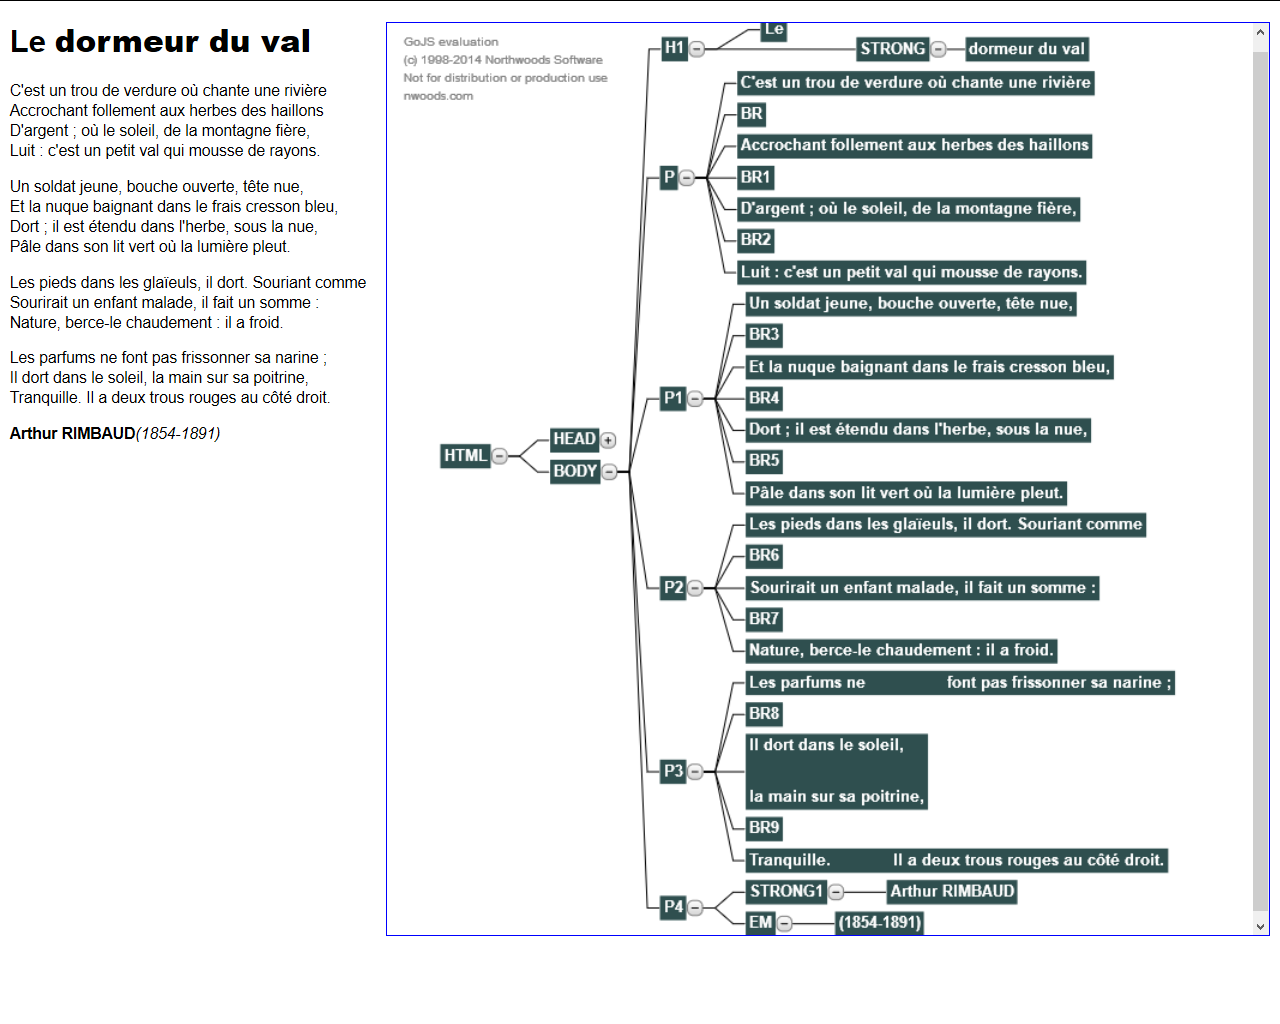 Le dormeur du val
C'est un trou de verdure où chante une rivière
Accrochant follement aux herbes des haillons
D'argent ; où le soleil, de la montagne fière,
Luit : c'est un petit val qui mousse de rayons.
Un soldat jeune, bouche ouverte, tête nue,
Et la nuque baignant dans le frais cresson bleu,
Dort ; il est étendu dans l'herbe, sous la nue,
Pâle dans son lit vert où la lumière pleut.
Les pieds dans les glaïeuls, il dort. Souriant comme
Sourirait un enfant malade, il fait un somme :
Nature, berce-le chaudement : il a froid.
Les parfums ne font pas frissonner sa narine ;
Il dort dans le soleil, la main sur sa poitrine,
Tranquille. Il a deux trous rouges au côté droit.
Arthur RIMBAUD(1854-1891)
GoJS evaluation
(c) 1998-2014 Northwoods Software
Not for distribution or production use
nwoods.com
HTML
HEAD
BODY
H1
Le
STRONG
dormeur du val
P
C'est un trou de verdure où chante une rivière
BR
Accrochant follement aux herbes des haillons
BR1
D'argent ; où le soleil, de la montagne fière,
BR2
Luit : c'est un petit val qui mousse de rayons.
P1
Un soldat jeune, bouche ouverte, tête nue,
BR3
Et la nuque baignant dans le frais cresson bleu,
BR4
Dort ; il est étendu dans l'herbe, sous la nue,
BR5
Pâle dans son lit vert où la lumière pleut.
P2
Les pieds dans les glaïeuls, il dort. Souriant comme
BR6
Sourirait un enfant malade, il fait un somme :
BR7
Nature, berce-le chaudement : il a froid.
P3
Les parfums ne font pas frissonner sa narine ;
BR8
Il dort dans le soleil,
la main sur sa poitrine,
BR9
Tranquille. Il a deux trous rouges au côté droit.
P4
STRONG1
Arthur RIMBAUD
EM
(1854-1891)